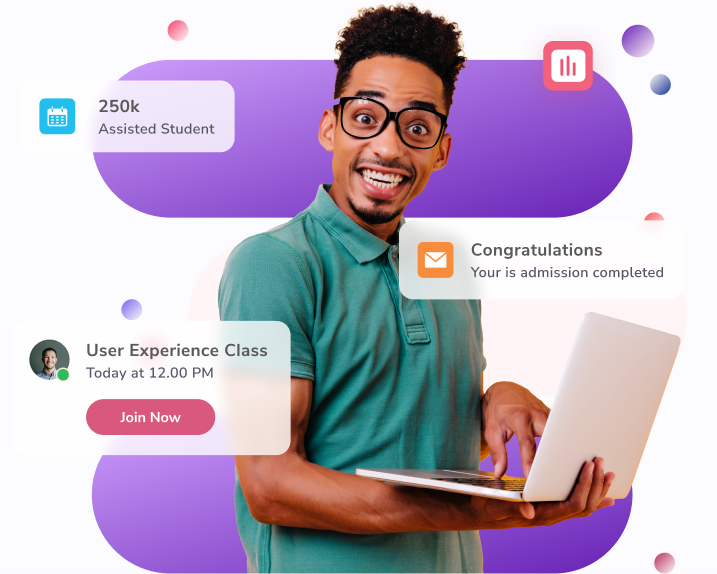 250k
Assisted Student
Congratulations
Your is admission completed
User Experience Class
Today at 12.00 PM
Join Now